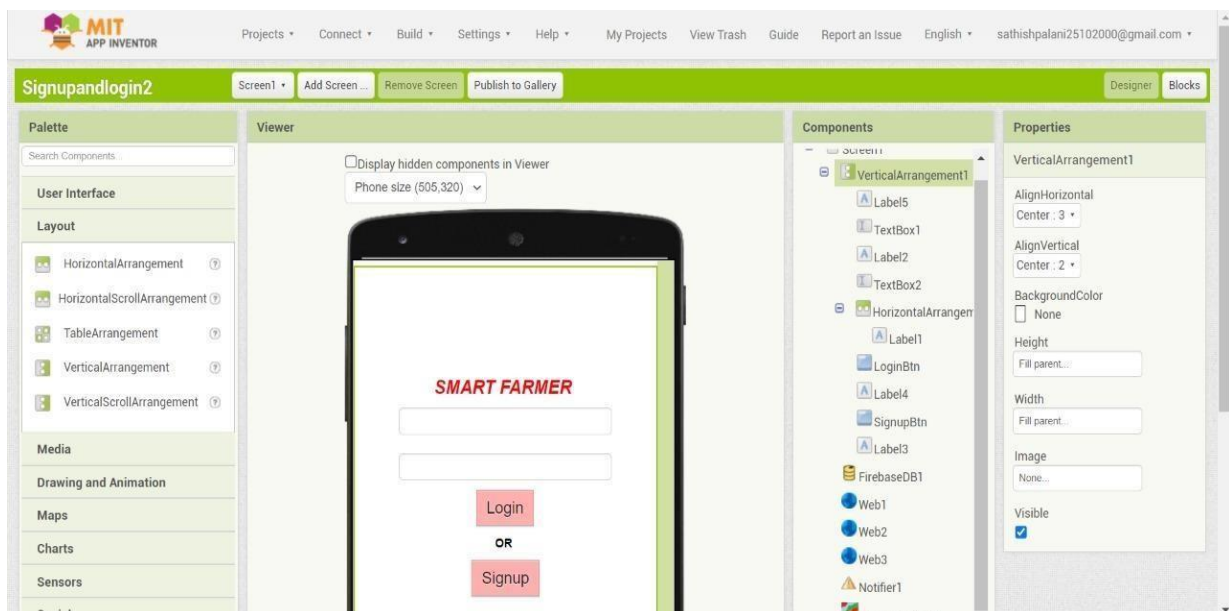 MIT
APP INVENTOR
Projects Connect Build Settings Help My Projects View Trash Guide Report an Issue English sathishpalani25102000@gmail.com
Signupandlogin2
Screen1 Add Screen ... Remove Screen Publish to Gallery
Designer Blocks
Palette
Search Components...
User Interface
Layout
HorizontalArrangement
HorizontalScrollArrangement
TableArrangement
VerticalArrangement
VerticalScrollArrangement
Media
Drawing and Animation
Maps
Charts
Sensors
Viewer
Display hidden components in Viewer
Phone size (505,320)
SMART FARMER
Login
OR
Signup
Components
Screen1
VerticalArrangement1
Label5
TextBox1
Label2
TextBox2
HorizontalArrangem
Label1
LoginBtn
Label4
SignupBtn
Label3
FirebaseDB1
Web1
Web2
Web3
Notifier1
Properties
VerticalArrangement1
AlignHorizontal
Center : 3
AlignVertical
Center : 2
BackgroundColor
None
Height
Fill parent...
Width
Fill parent...
Image
None...
Visible